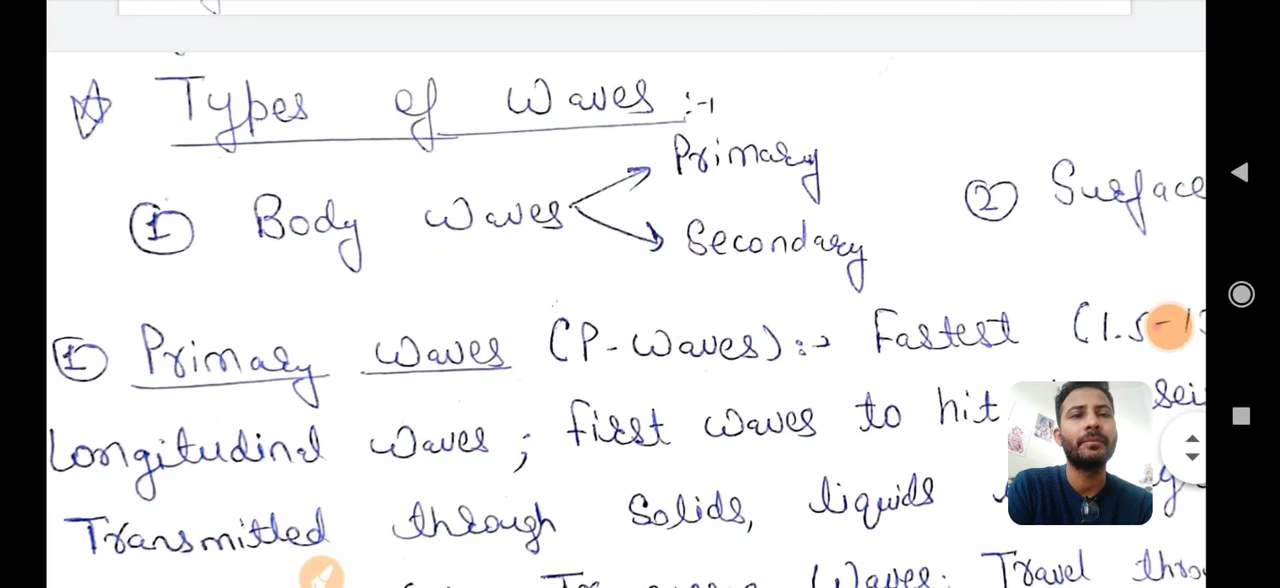 Types of Waves :-
① Body waves
Primary
Secondary
② Surface
① Primary waves (P-Waves) :→ Fastest (1.5-
Longitudinal waves; first waves to hit
Transmitted through solids, liquids
Waves. Travel